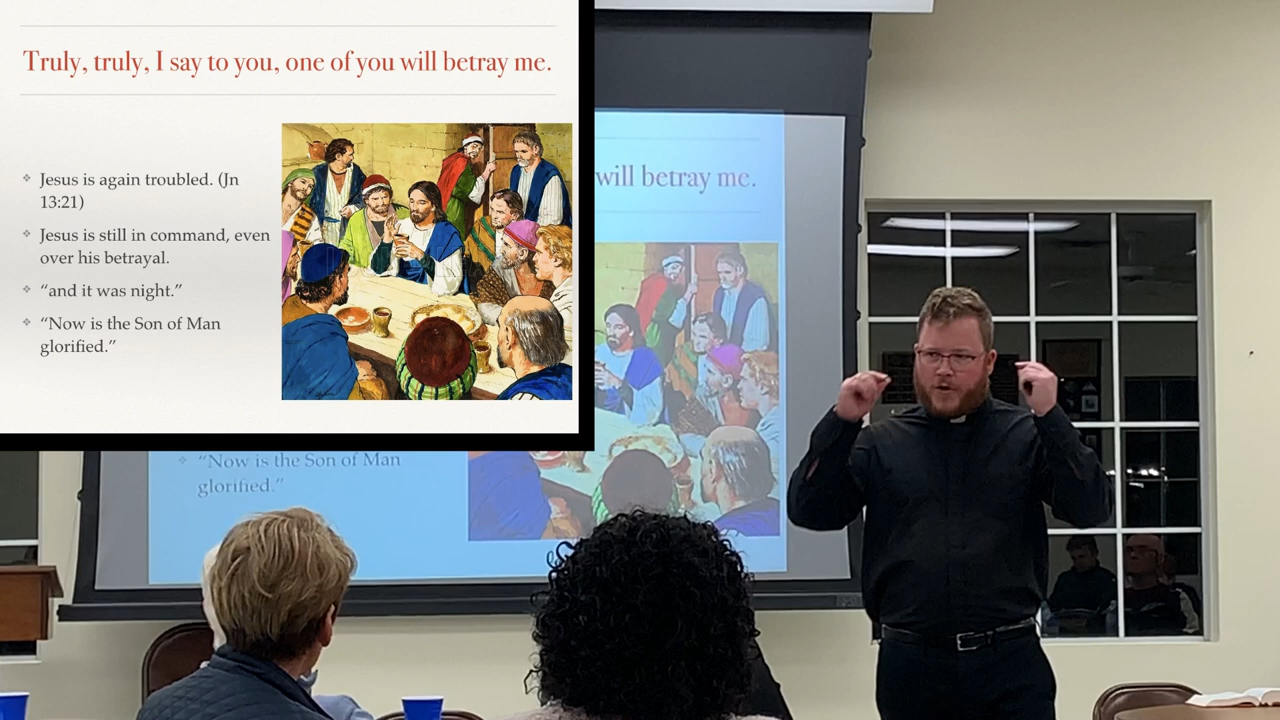 Truly, truly, I say to you, one of you will betray me.
❖ Jesus is again troubled. (Jn
13:21)
❖ Jesus is still in command, even
over his betrayal.
❖ “and it was night.”
❖ “Now is the Son of Man
glorified.”
will betray me.
❖ “Now is the Son of Man
glorified.”